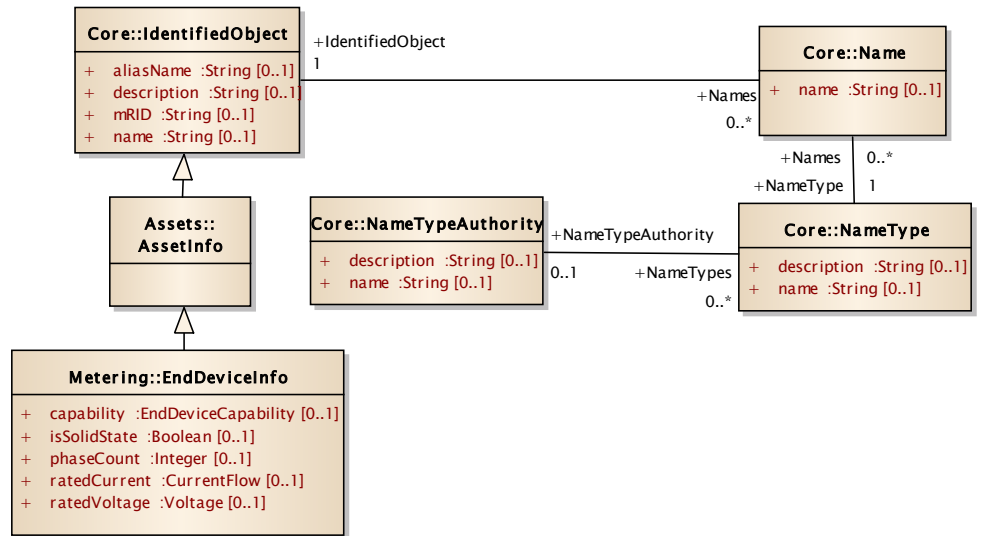 Core::IdentifiedObject
+ aliasName :String [0..1]
+ description :String [0..1]
+ mRID :String [0..1]
+ name :String [0..1]
+IdentifiedObject
1
+Names
0..*
Core::Name
+ name :String [0..1]
+Names 0..*
+NameType 1
Assets::
AssetInfo
Core::NameTypeAuthority
+ description :String [0..1]
+ name :String [0..1]
+NameTypeAuthority
0..1
+NameTypes
0..*
Core::NameType
+ description :String [0..1]
+ name :String [0..1]
Metering::EndDeviceInfo
+ capability :EndDeviceCapability [0..1]
+ isSolidState :Boolean [0..1]
+ phaseCount :Integer [0..1]
+ ratedCurrent :CurrentFlow [0..1]
+ ratedVoltage :Voltage [0..1]